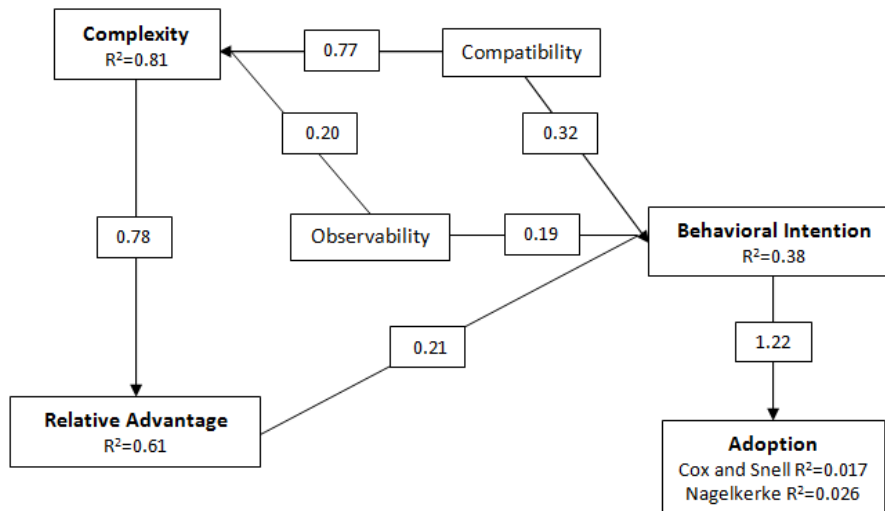 Complexity
R²=0.81
0.77
Compatibility
0.20
0.32
0.78
Observability
0.19
Behavioral Intention
R²=0.38
0.21
1.22
Relative Advantage
R²=0.61
Adoption
Cox and Snell R²=0.017
Nagelkerke R²=0.026